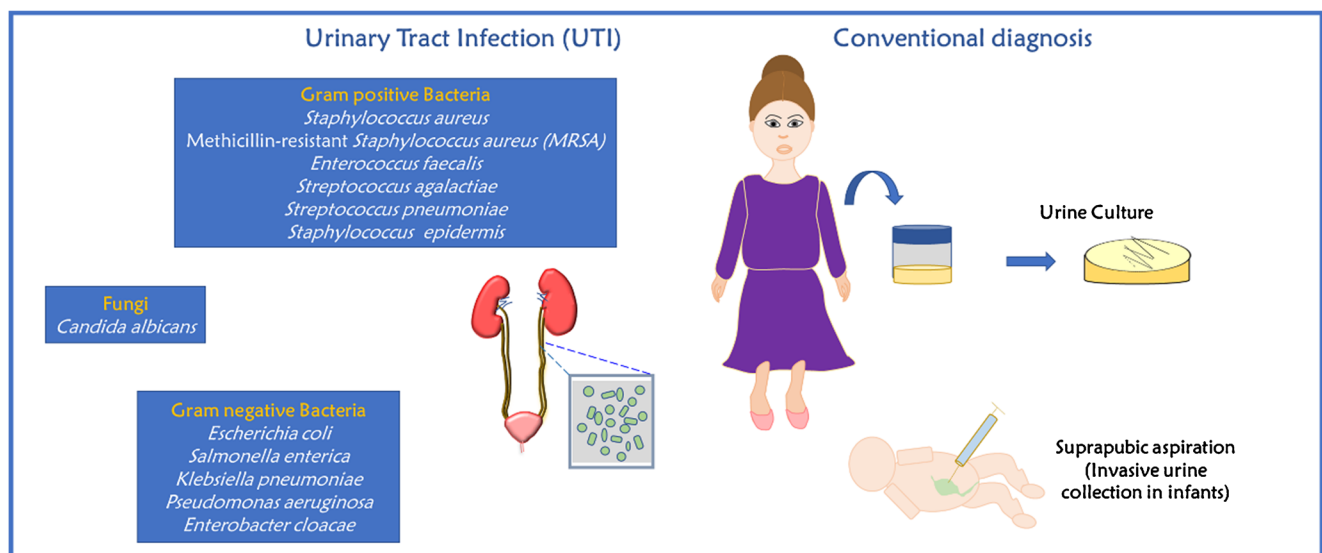 Urinary Tract Infection (UTI)
Conventional diagnosis
Gram positive Bacteria
Staphylococcus aureus
Methicillin-resistant Staphylococcus aureus (MRSA)
Enterococcus faecalis
Streptococcus agalactiae
Streptococcus pneumoniae
Staphylococcus epidermis
Fungi
Candida albicans
Gram negative Bacteria
Escherichia coli
Salmonella enterica
Klebsiella pneumoniae
Pseudomonas aeruginosa
Enterobacter cloacae
Urine Culture
Suprapubic aspiration
(Invasive urine
collection in infants)